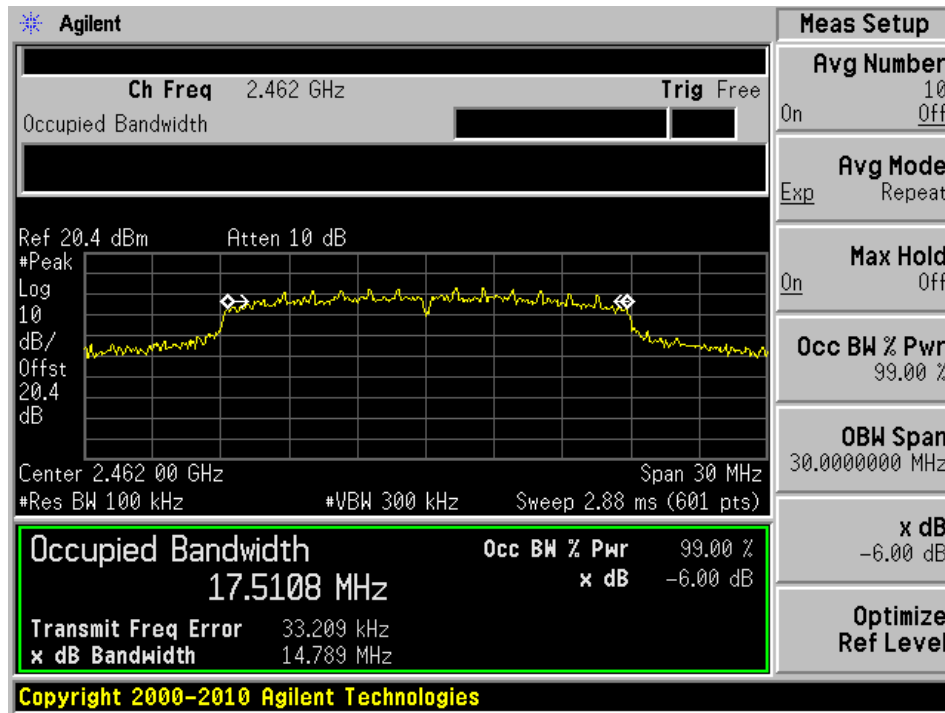 Agilent
Meas Setup
Ch Freq 2.462 GHz Trig Free
Occupied Bandwidth
Avg Number
10
On Off
Avg Mode
Exp Repeat
Max Hold
On Off
Occ BW % Pwr
99.00 %
OBW Span
30.0000000 MHz
x dB
-6.00 dB
Optimize
Ref Level
Ref 20.4 dBm Atten 10 dB
#Peak
Log
10
dB/
Offst
20.4
dB
Center 2.462 00 GHz Span 30 MHz
#Res BW 100 kHz #VBW 300 kHz Sweep 2.88 ms (601 pts)
Occupied Bandwidth Occ BW % Pwr 99.00 %
17.5108 MHz x dB -6.00 dB
Transmit Freq Error 33.209 kHz
x dB Bandwidth 14.789 MHz
Copyright 2000-2010 Agilent Technologies